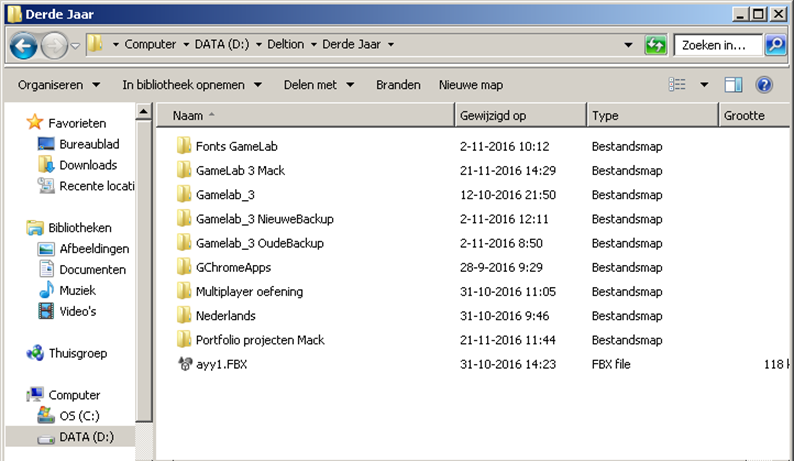 Derde Jaar
Computer DATA (D:) Deltion Derde Jaar
Zoeken in...
Organiseren In bibliotheek opnemen Delen met Branden Nieuwe map
Naam Gewijzigd op Type Grootte
Favorieten
Bureaublad
Downloads
Recente locati
Bibliotheken
Afbeeldingen
Documenten
Muziek
Video's
Thuisgroep
Computer
OS (C:)
DATA (D:)
Fonts GameLab 2-11-2016 10:12 Bestandsmap
GameLab 3 Mack 21-11-2016 14:29 Bestandsmap
Gamelab_3 12-10-2016 21:50 Bestandsmap
Gamelab_3 NieuweBackup 2-11-2016 12:11 Bestandsmap
Gamelab_3 OudeBackup 2-11-2016 8:50 Bestandsmap
GChromeApps 28-9-2016 9:29 Bestandsmap
Multiplayer oefening 31-10-2016 11:05 Bestandsmap
Nederlands 31-10-2016 9:46 Bestandsmap
Portfolio projecten Mack 21-11-2016 11:44 Bestandsmap
ayy1.FBX 31-10-2016 14:23 FBX file 118 k